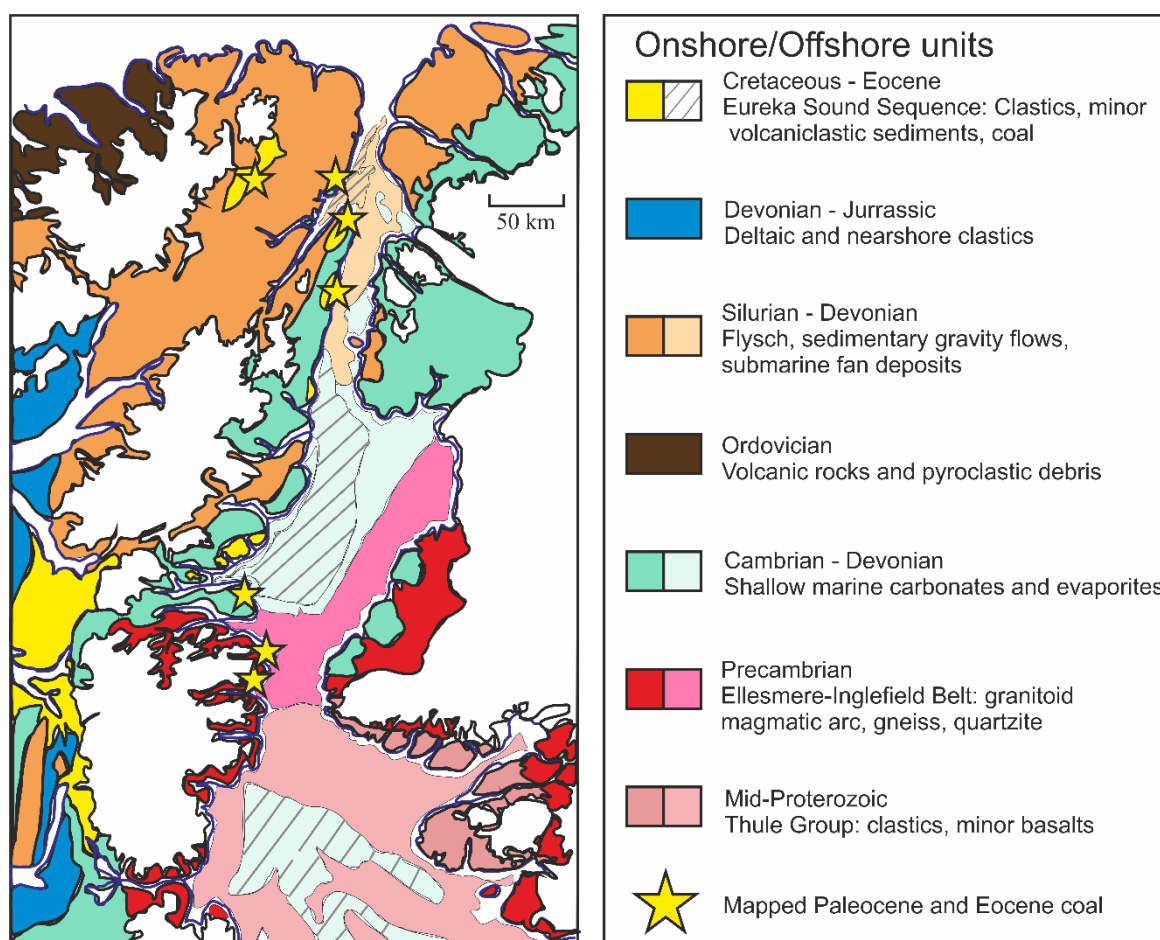 50 km
Onshore/Offshore units
Cretaceous - Eocene
Eureka Sound Sequence: Clastics, minor
volcaniclastic sediments, coal
Devonian - Jurrassic
Deltaic and nearshore clastics
Silurian - Devonian
Flysch, sedimentary gravity flows,
submarine fan deposits
Ordovician
Volcanic rocks and pyroclastic debris
Cambrian - Devonian
Shallow marine carbonates and evaporites
Precambrian
Ellesmere-Inglefield Belt: granitoid
magmatic arc, gneiss, quartzite
Mid-Proterozoic
Thule Group: clastics, minor basalts
Mapped Paleocene and Eocene coal